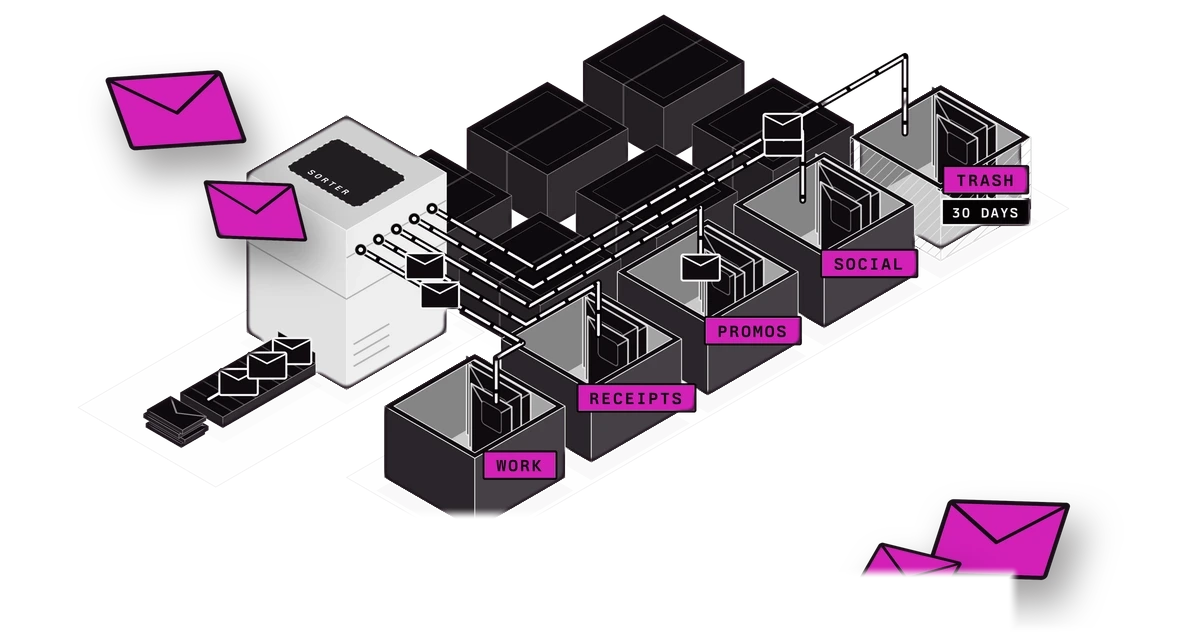 SORTER
TRASH
30 DAYS
SOCIAL
PROMOS
RECEIPTS
WORK